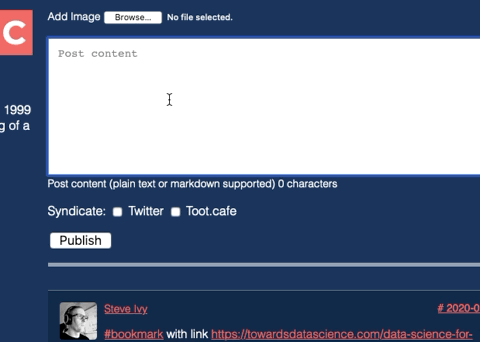 Add Image Browse... No file selected.
C
Post content
1999
g of a
Post content (plain text or markdown supported) 0 characters
Syndicate: Twitter Toot.cafe
Publish
Steve Ivy # 2020-0
#bookmark with link https://towardsdatascience.com/data-science-for-